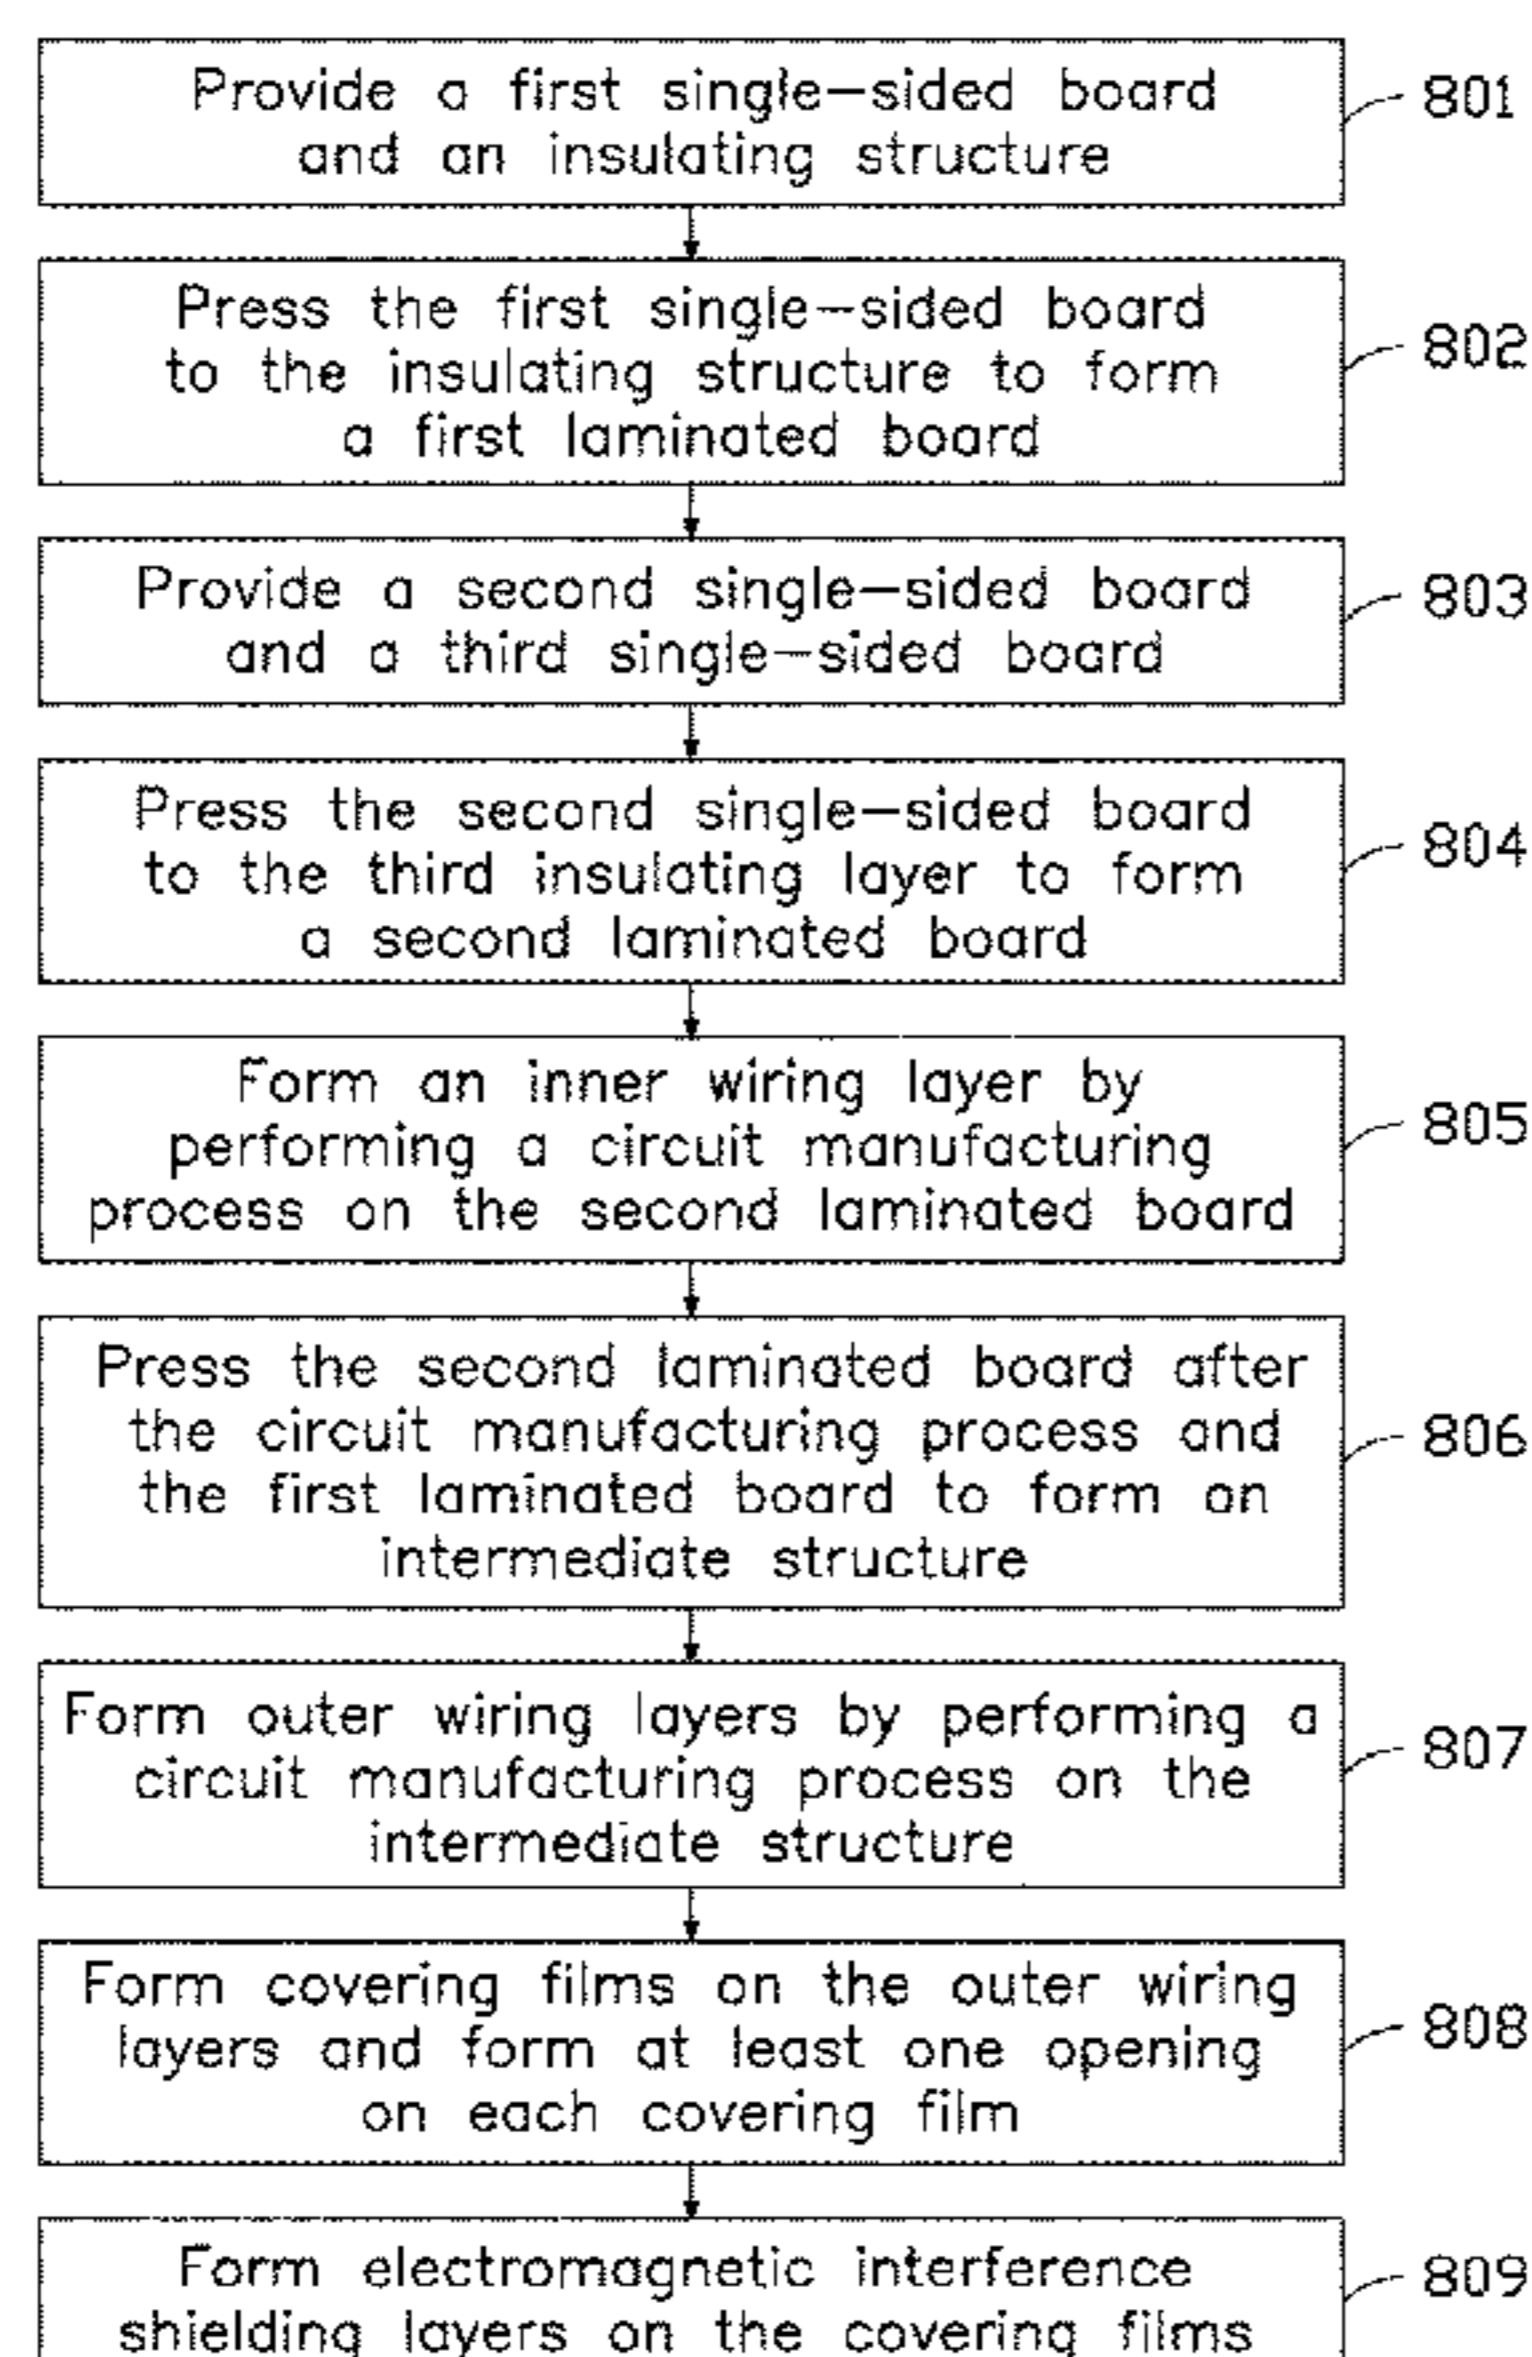 Provide a first single-sided board
and an insulating structure
801
Press the first single-sided board
to the insulating structure to form
a first laminated board
802
Provide a second single-sided board
and a third single-sided board
803
Press the second single-sided board
to the third insulating layer to form
a second laminated board
804
Form an inner wiring layer by
performing a circuit manufacturing
process on the second laminated board
805
Press the second laminated board after
the circuit manufacturing process and
the first laminated board to form an
intermediate structure
806
Form outer wiring layers by performing a
circuit manufacturing process on the
intermediate structure
807
Form covering films on the outer wiring
layers and form at least one opening
on each covering film
808
Form electromagnetic interference
shielding layers on the covering films
809